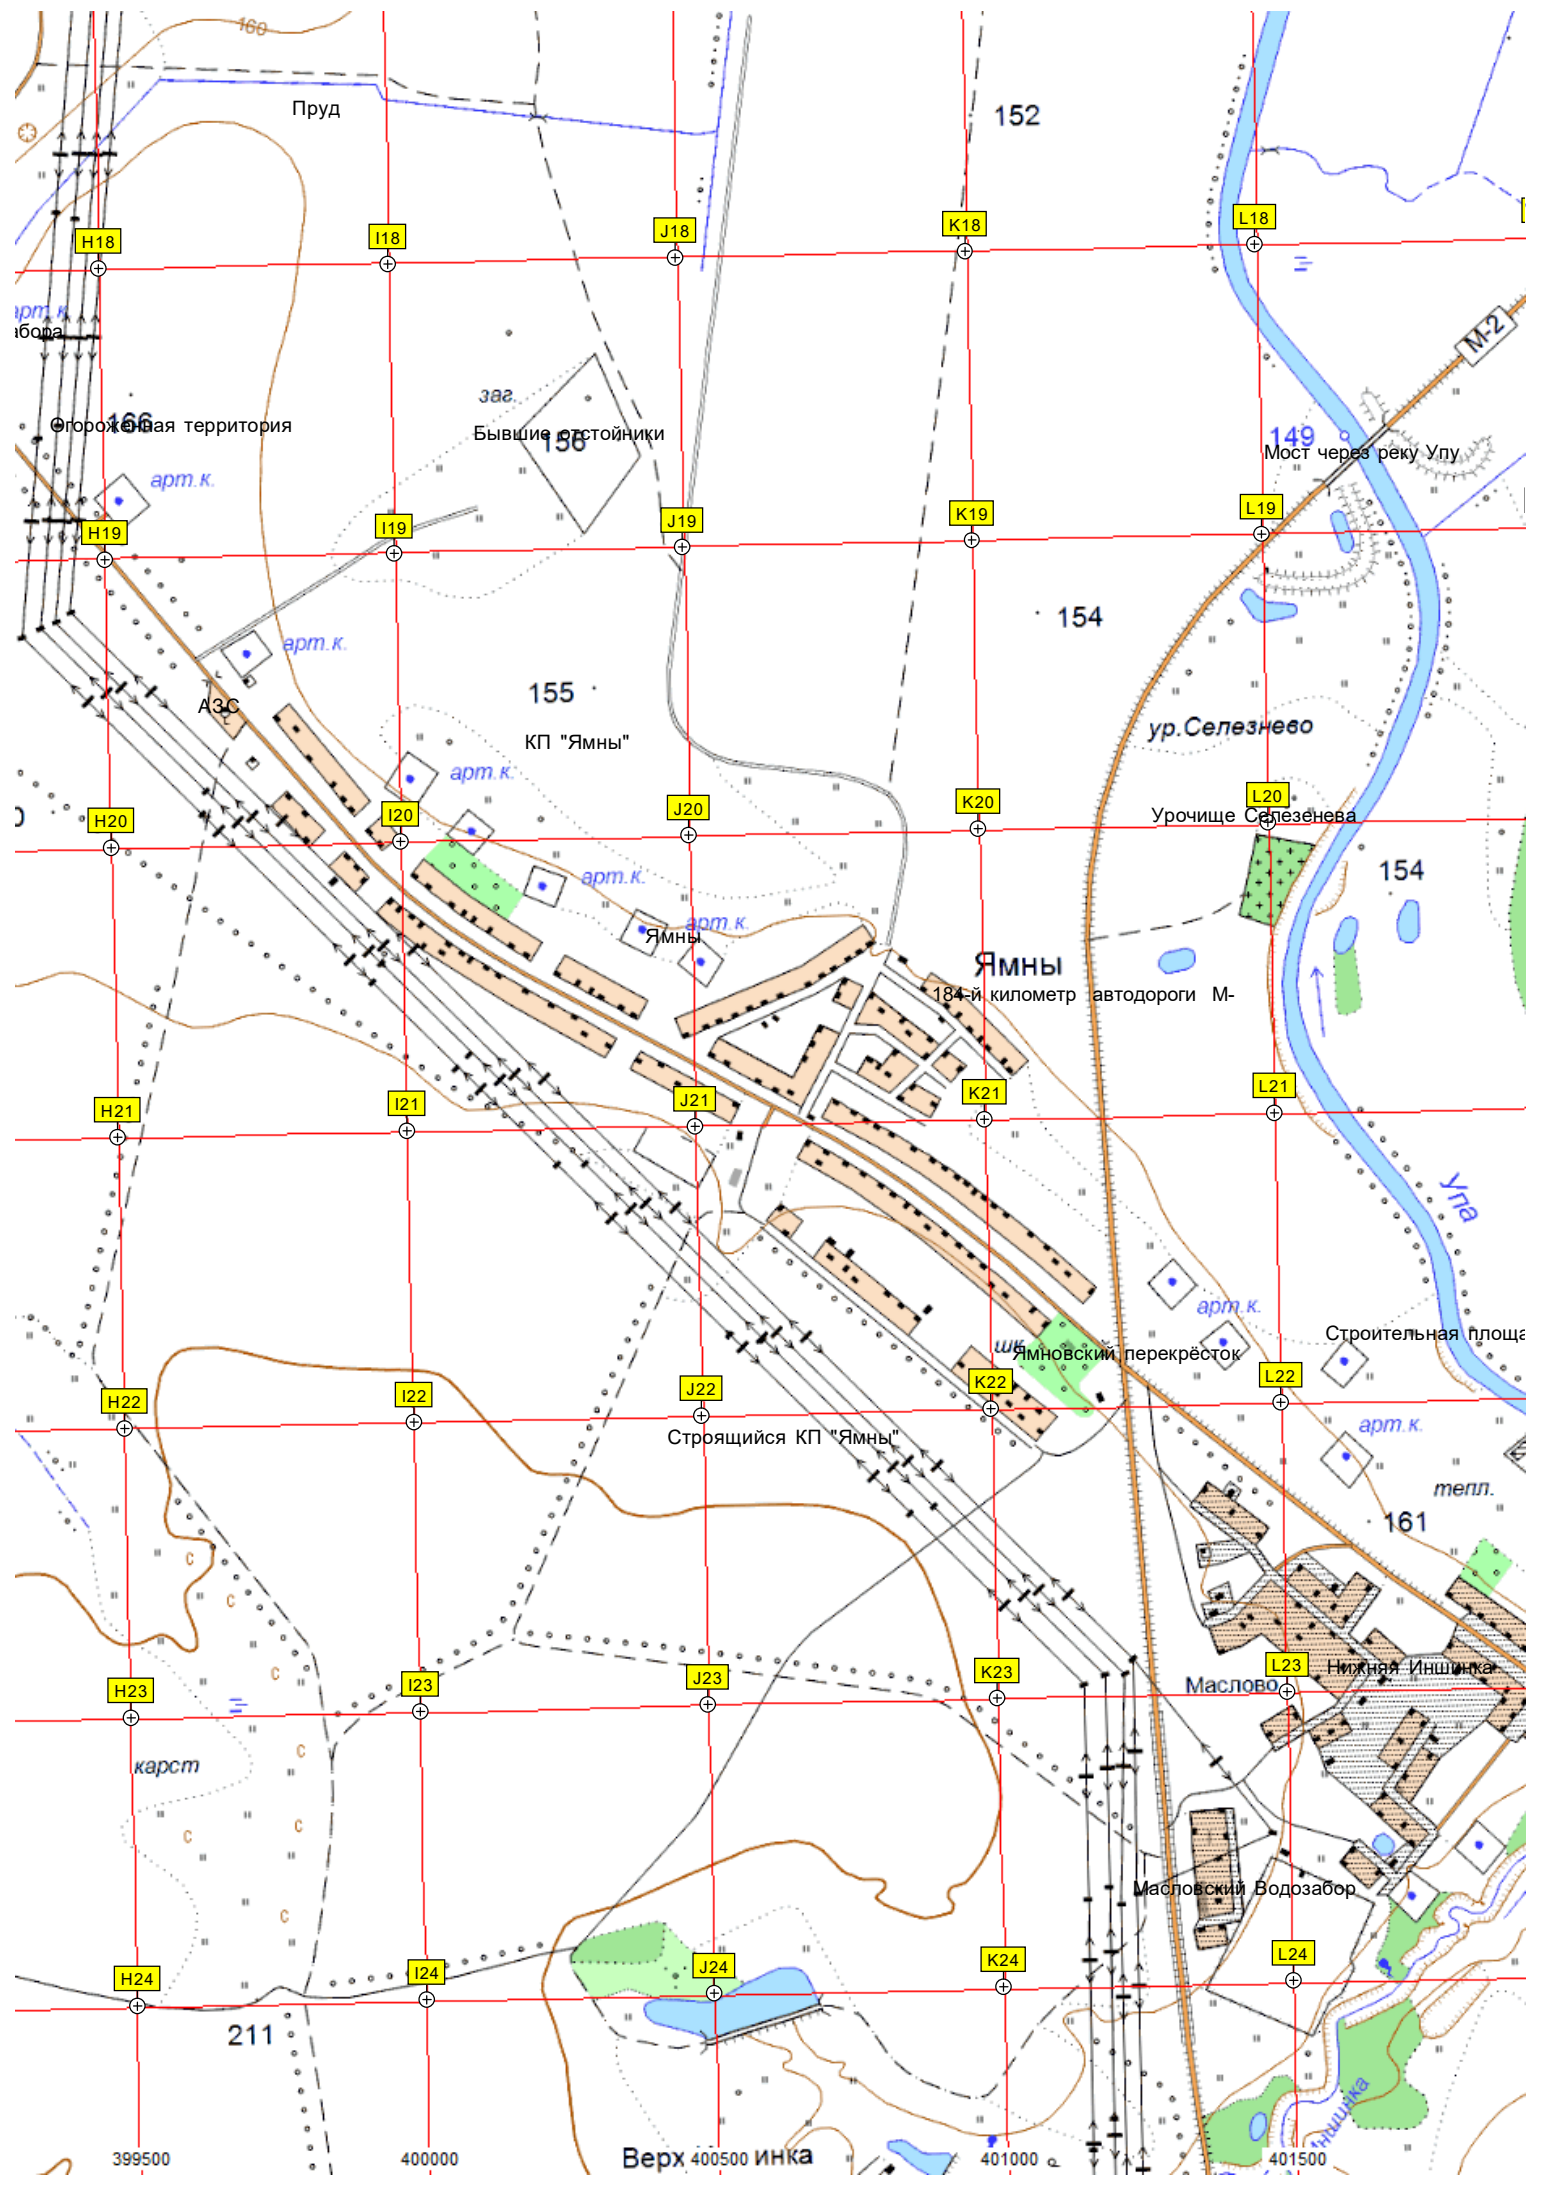 160
Пруд
152
H18
I18
J18
K18
L18
арт.к.
абора
М-2
заг.
166
Огороженная территория
Бывшие отстойники
156
149
Мост через реку Упу
арт.к.
H19
I19
J19
K19
L19
154
арт.к.
155
АЗС
КП "Ямны"
ур.Селезнево
арт.к.
H20
I20
J20
K20
L20
Урочище Селезенева
154
арт.к.
арт.к.
Ямны
Ямны
184-й километр автодороги М-
H21
I21
J21
K21
L21
Упа
арт.к.
Строительная площа
шк.
Ямновский перекрёсток
H22
I22
J22
K22
L22
Строящийся КП "Ямны"
арт.к.
тепл.
161
С
С
С
H23
I23
J23
K23
L23
Нижняя Иншинка
Маслово
карст
С
С
С
С
Масловский Водозабор
H24
I24
J24
K24
L24
211
Верх
инка
399500
400000
400500
401000
401500